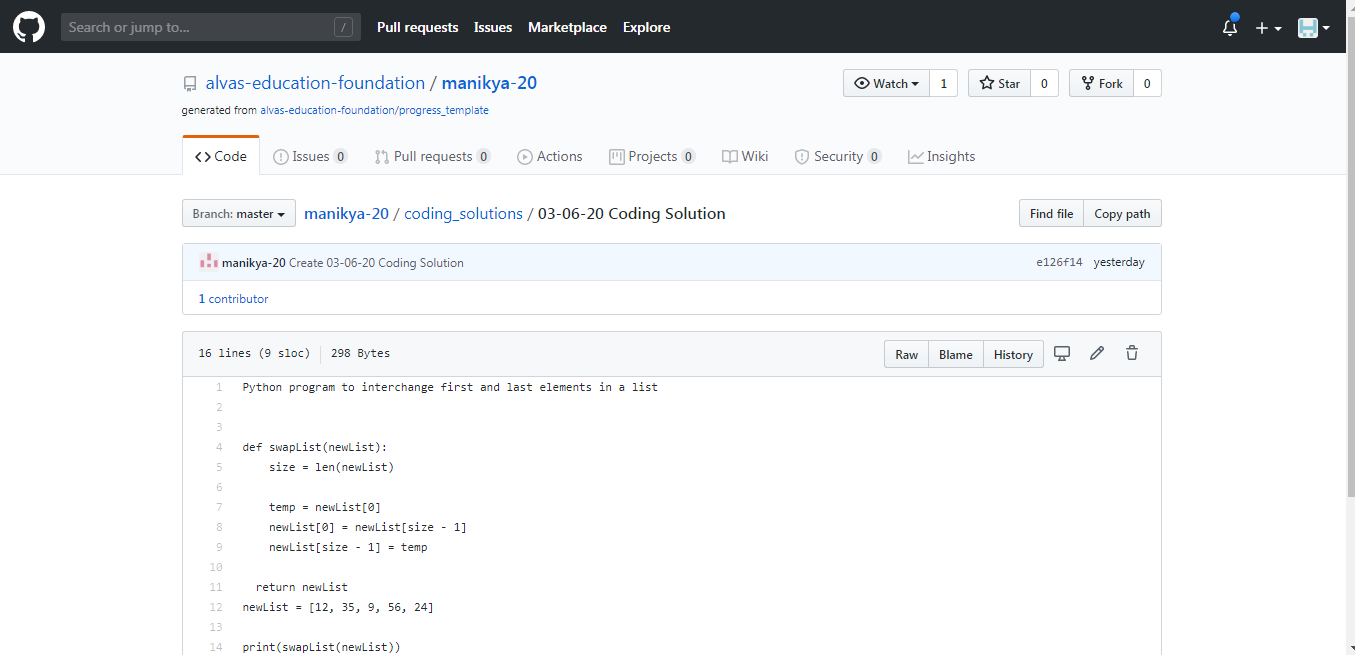 Search or jump to... /
Pull requests Issues Marketplace Explore
alvas-education-foundation / manikya-20
Watch 1 Star 0 Fork 0
generated from alvas-education-foundation/progress_template
Code Issues 0 Pull requests 0 Actions Projects 0 Wiki Security 0 Insights
Branch: master manikya-20 / coding_solutions / 03-06-20 Coding Solution Find file Copy path
manikya-20 Create 03-06-20 Coding Solution e126f14 yesterday
1 contributor
16 lines (9 sloc) 298 Bytes Raw Blame History
1 Python program to interchange first and last elements in a list
2
3
4 def swapList(newList):
5     size = len(newList)
6
7     temp = newList[0]
8     newList[0] = newList[size - 1]
9     newList[size - 1] = temp
10
11   return newList
12 newList = [12, 35, 9, 56, 24]
13
14 print(swapList(newList))